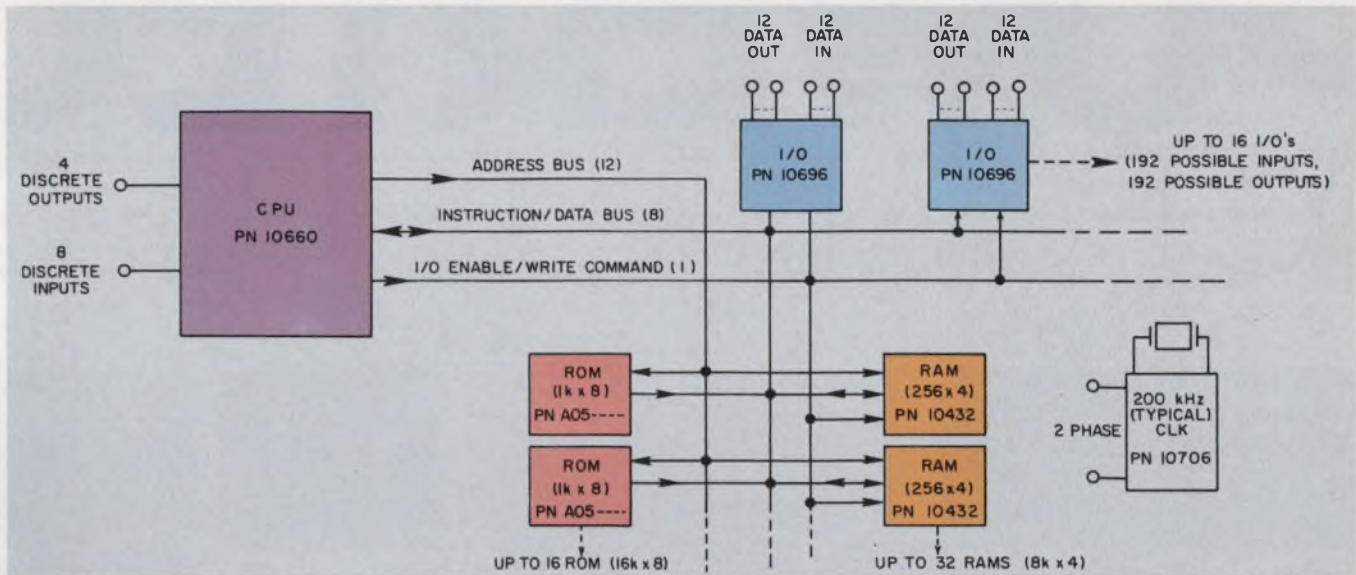 12
DATA
OUT
12
DATA
IN
12
DATA
OUT
12
DATA
IN
4
DISCRETE
OUTPUTS
8
DISCRETE
INPUTS
CPU
PN 10660
ADDRESS BUS (12)
INSTRUCTION/DATA BUS (8)
I/O ENABLE/WRITE COMMAND (1)
I/O
PN 10696
I/O
PN 10696
UP TO 16 I/O's
(192 POSSIBLE INPUTS,
192 POSSIBLE OUTPUTS)
ROM
(1k x 8)
PN A05-----
RAM
(256x4)
PN 10432
ROM
(1k x 8)
PN A05----
RAM
(256x4)
PN 10432
2 PHASE
200 kHz
(TYPICAL)
CLK
PN 10706
UP TO 16 ROM (16k x 8)
UP TO 32 RAMS (8k x 4)